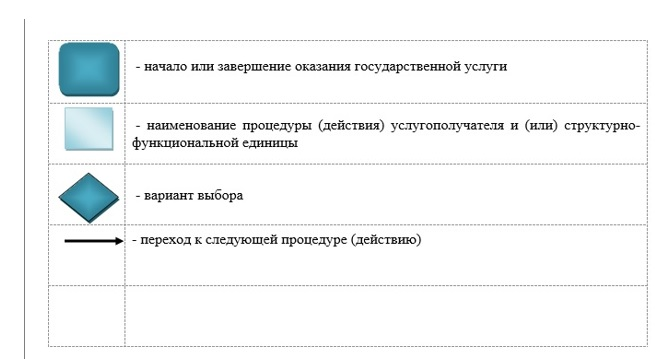 - начало или завершение оказания государственной услуги
- наименование процедуры (действия) услугополучателя и (или) структурно-
функциональной единицы
- вариант выбора
- переход к следующей процедуре (действию)